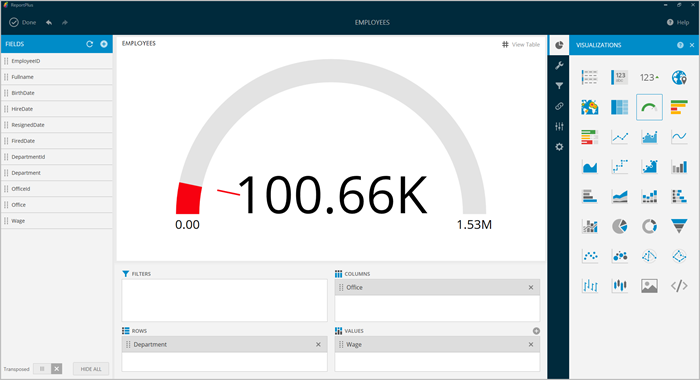 ReportPlus
Done
EMPLOYEES
Help
FIELDS
EmployeeID
Fullname
BirthDate
HireDate
ResignedDate
FiredDate
DepartmentId
Department
OfficeId
Office
Wage
Transposed
HIDE ALL
EMPLOYEES
View Table
100.66K
0.00
1.53M
FILTERS
COLUMNS
Office
ROWS
Department
VALUES
Wage
VISUALIZATIONS
123
123